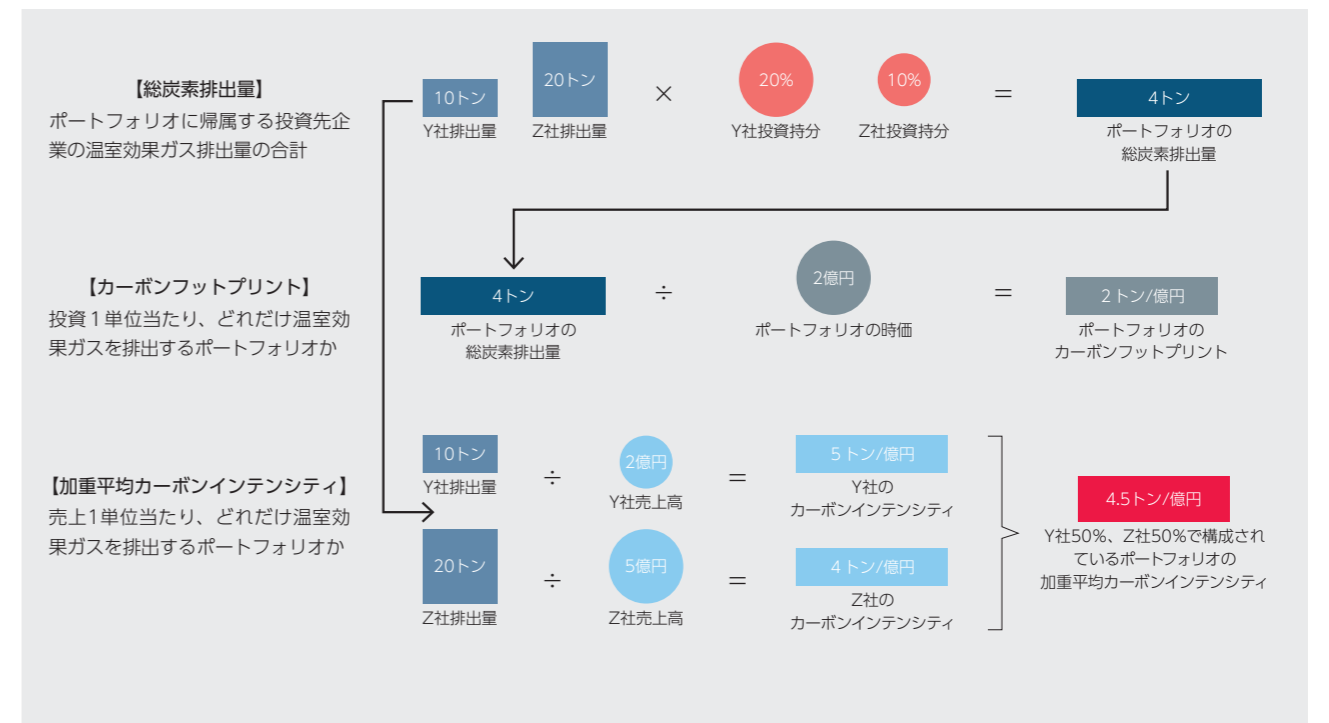 【総炭素排出量】
ポートフォリオに帰属する投資先企
業の温室効果ガス排出量の合計
10トン
Y社排出量
20トン
Z社排出量
×
20%
Y社投資持分
10%
Z社投資持分
=
4トン
ポートフォリオの
総炭素排出量
【カーボンフットプリント】
投資1単位当たり、どれだけ温室効
果ガスを排出するポートフォリオか
4トン
ポートフォリオの
総炭素排出量
÷
2億円
ポートフォリオの時価
=
2トン/億円
ポートフォリオの
カーボンフットプリント
【加重平均カーボンインテンシティ】
売上1単位当たり、どれだけ温室効
果ガスを排出するポートフォリオか
10トン
Y社排出量
÷
2億円
Y社売上高
=
5トン/億円
Y社の
カーボンインテンシティ
20トン
Z社排出量
÷
5億円
Z社売上高
=
4トン/億円
Z社の
カーボンインテンシティ
4.5トン/億円
Y社50%、Z社50%で構成され
ているポートフォリオの
加重平均カーボンインテンシティ